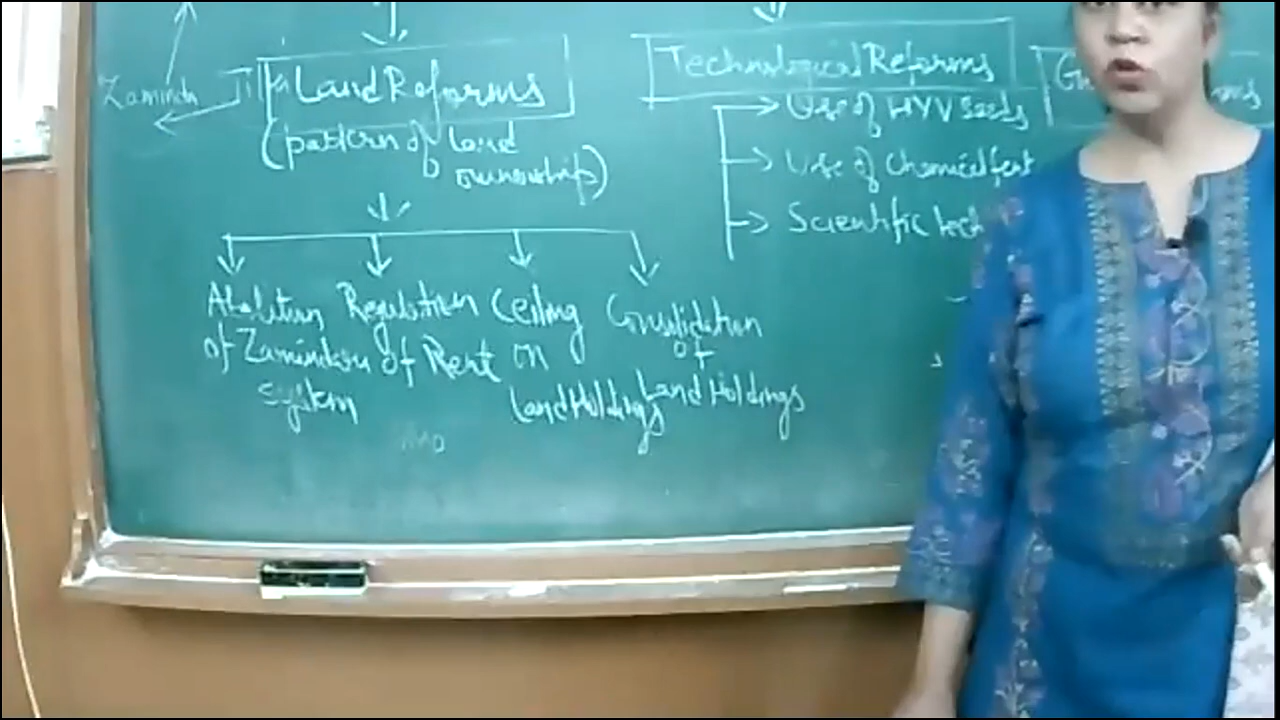 Zaminda
Land Reforms
(pattern of land
ownership)
Abolition
of Zamindari
system
Regulation
of Rent
Ceiling
on
Land Holdings
Consolidation
of
Land Holdings
Technological Reforms
Use of HYV Seeds
Use of Chemical fert
Scientific tech